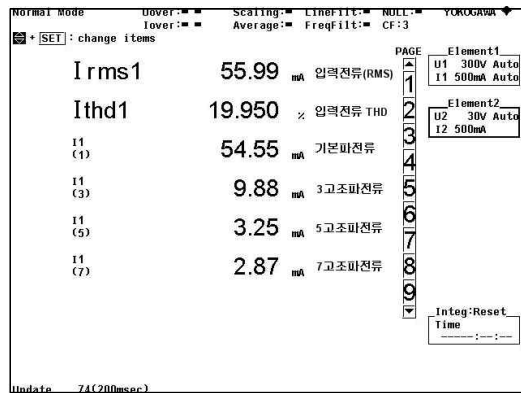 Normal Mode Uover:■ ■ Scaling:■ LineFilt:■ NULL:■ YOKOGAWA
Iover:■ ■ Average:■ FreqFilt:■ CF:3
+ SET : change items
PAGE
Irms1 55.99 mA 입력전류(RMS)
Ithd1 19.950 % 입력전류 THD
I1 (1) 54.55 mA 기본파전류
I1 (3) 9.88 mA 3고조파전류
I1 (5) 3.25 mA 5고조파전류
I1 (7) 2.87 mA 7고조파전류
1
2
3
4
5
6
7
8
9
Element1
U1 300V Auto
I1 500mA Auto
Element2
U2 30V Auto
I2 500mA
Integ:Reset
Time
-----:--:--
Update 74(200msec)